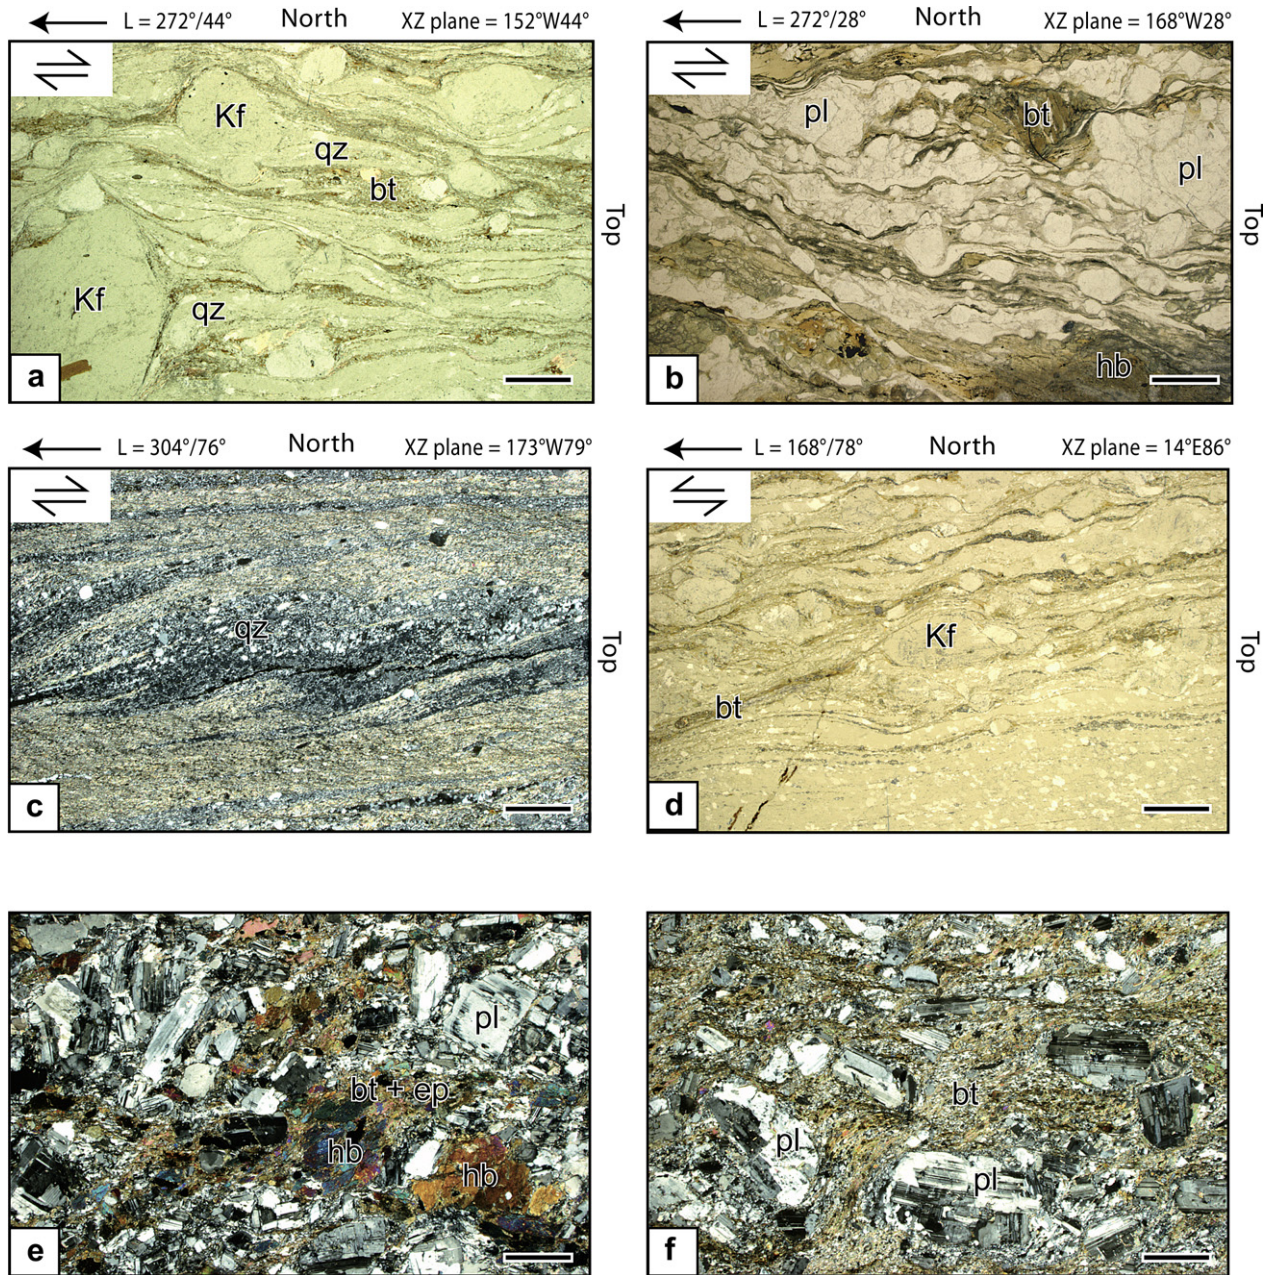 L = 272°/44° North XZ plane = 152°W44°
L = 272°/28° North XZ plane = 168°W28°
Kf
qz
bt
Kf
qz
a
Top
pl
bt
pl
hb
b
Top
L = 304°/76° North XZ plane = 173°W79°
L = 168°/78° North XZ plane = 14°E86°
qz
c
Top
Kf
bt
d
Top
pl
bt + ep
hb
hb
e
bt
pl
pl
f